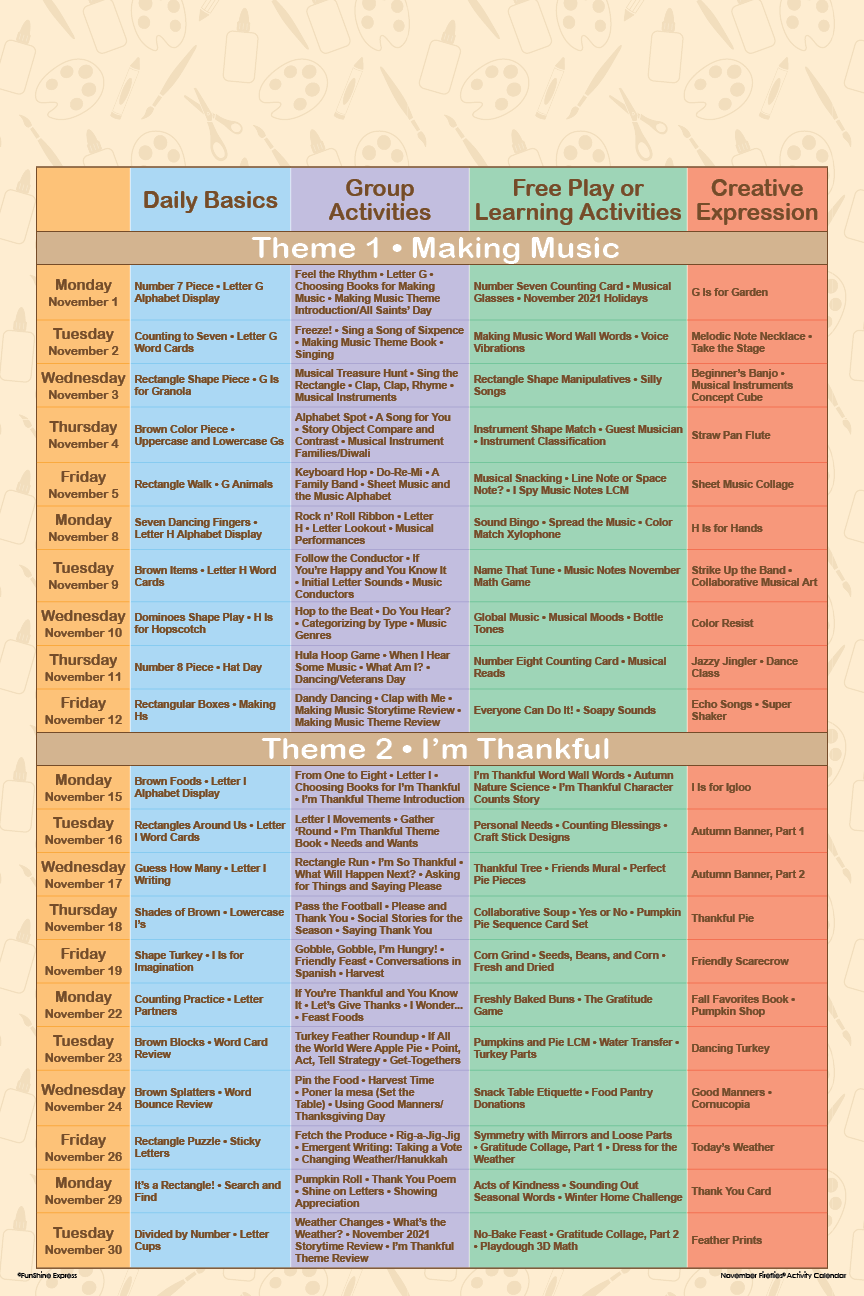 Daily Basics
Group
Activities
Free Play or
Learning Activities
Creative
Expression
Theme 1 • Making Music
Monday
November 1
Number 7 Piece • Letter G
Alphabet Display
Feel the Rhythm • Letter G •
Choosing Books for Making
Music • Making Music Theme
Introduction/All Saints' Day
Number Seven Counting Card • Musical
Glasses • November 2021 Holidays
G Is for Garden
Tuesday
November 2
Counting to Seven • Letter G
Word Cards
Freeze! • Sing a Song of Sixpence
• Making Music Theme Book •
Singing
Making Music Word Wall Words • Voice
Vibrations
Melodic Note Necklace •
Take the Stage
Wednesday
November 3
Rectangle Shape Piece • G Is
for Granola
Musical Treasure Hunt • Sing the
Rectangle • Clap, Clap, Rhyme •
Musical Instruments
Rectangle Shape Manipulatives • Silly
Songs
Beginner's Banjo •
Musical Instruments
Concept Cube
Thursday
November 4
Brown Color Piece •
Uppercase and Lowercase Gs
Alphabet Spot • A Song for You
• Story Object Compare and
Contrast • Musical Instrument
Families/Diwali
Instrument Shape Match • Guest Musician
• Instrument Classification
Straw Pan Flute
Friday
November 5
Rectangle Walk • G Animals
Keyboard Hop • Do-Re-Mi • A
Family Band • Sheet Music and
the Music Alphabet
Musical Snacking • Line Note or Space
Note? • I Spy Music Notes LCM
Sheet Music Collage
Monday
November 8
Seven Dancing Fingers •
Letter H Alphabet Display
Rock n' Roll Ribbon • Letter
H • Letter Lookout • Musical
Performances
Sound Bingo • Spread the Music • Color
Match Xylophone
H Is for Hands
Tuesday
November 9
Brown Items • Letter H Word
Cards
Follow the Conductor • If
You're Happy and You Know It
• Initial Letter Sounds • Music
Conductors
Name That Tune • Music Notes November
Math Game
Strike Up the Band •
Collaborative Musical Art
Wednesday
November 10
Dominoes Shape Play • H Is
for Hopscotch
Hop to the Beat • Do You Hear?
• Categorizing by Type • Music
Genres
Global Music • Musical Moods • Bottle
Tones
Color Resist
Thursday
November 11
Number 8 Piece • Hat Day
Hula Hoop Game • When I Hear
Some Music • What Am I? •
Dancing/Veterans Day
Number Eight Counting Card • Musical
Reads
Jazzy Jingler • Dance
Class
Friday
November 12
Rectangular Boxes • Making
Hs
Dandy Dancing • Clap with Me •
Making Music Storytime Review •
Making Music Theme Review
Everyone Can Do It! • Soapy Sounds
Echo Songs • Super
Shaker
Theme 2 • I'm Thankful
Monday
November 15
Brown Foods • Letter I
Alphabet Display
From One to Eight • Letter I •
Choosing Books for I'm Thankful
• I'm Thankful Theme Introduction
I'm Thankful Word Wall Words • Autumn
Nature Science • I'm Thankful Character
Counts Story
I Is for Igloo
Tuesday
November 16
Rectangles Around Us • Letter
I Word Cards
Letter I Movements • Gather
'Round • I'm Thankful Theme
Book • Needs and Wants
Personal Needs • Counting Blessings •
Craft Stick Designs
Autumn Banner, Part 1
Wednesday
November 17
Guess How Many • Letter I
Writing
Rectangle Run • I'm So Thankful •
What Will Happen Next? • Asking
for Things and Saying Please
Thankful Tree • Friends Mural • Perfect
Pie Pieces
Autumn Banner, Part 2
Thursday
November 18
Shades of Brown • Lowercase
I's
Pass the Football • Please and
Thank You • Social Stories for the
Season • Saying Thank You
Collaborative Soup • Yes or No • Pumpkin
Pie Sequence Card Set
Thankful Pie
Friday
November 19
Shape Turkey • I Is for
Imagination
Gobble, Gobble, I'm Hungry! •
Friendly Feast • Conversations in
Spanish • Harvest
Corn Grind • Seeds, Beans, and Corn •
Fresh and Dried
Friendly Scarecrow
Monday
November 22
Counting Practice • Letter
Partners
If You're Thankful and You Know
It • Let's Give Thanks • I Wonder...
• Feast Foods
Freshly Baked Buns • The Gratitude
Game
Fall Favorites Book •
Pumpkin Shop
Tuesday
November 23
Brown Blocks • Word Card
Review
Turkey Feather Roundup • If All
the World Were Apple Pie • Point,
Act, Tell Strategy • Get-Togethers
Pumpkins and Pie LCM • Water Transfer •
Turkey Parts
Dancing Turkey
Wednesday
November 24
Brown Splatters • Word
Bounce Review
Pin the Food • Harvest Time
• Poner la mesa (Set the
Table) • Using Good Manners/
Thanksgiving Day
Snack Table Etiquette • Food Pantry
Donations
Good Manners •
Cornucopia
Friday
November 26
Rectangle Puzzle • Sticky
Letters
Fetch the Produce • Rig-a-Jig-Jig
• Emergent Writing: Taking a Vote
• Changing Weather/Hanukkah
Symmetry with Mirrors and Loose Parts
• Gratitude Collage, Part 1 • Dress for the
Weather
Today's Weather
Monday
November 29
It's a Rectangle! • Search and
Find
Pumpkin Roll • Thank You Poem
• Shine on Letters • Showing
Appreciation
Acts of Kindness • Sounding Out
Seasonal Words • Winter Home Challenge
Thank You Card
Tuesday
November 30
Divided by Number • Letter
Cups
Weather Changes • What's the
Weather? • November 2021
Storytime Review • I'm Thankful
Theme Review
No-Bake Feast • Gratitude Collage, Part 2
• Playdough 3D Math
Feather Prints
©FunShine Express
November Fireflies® Activity Calendar